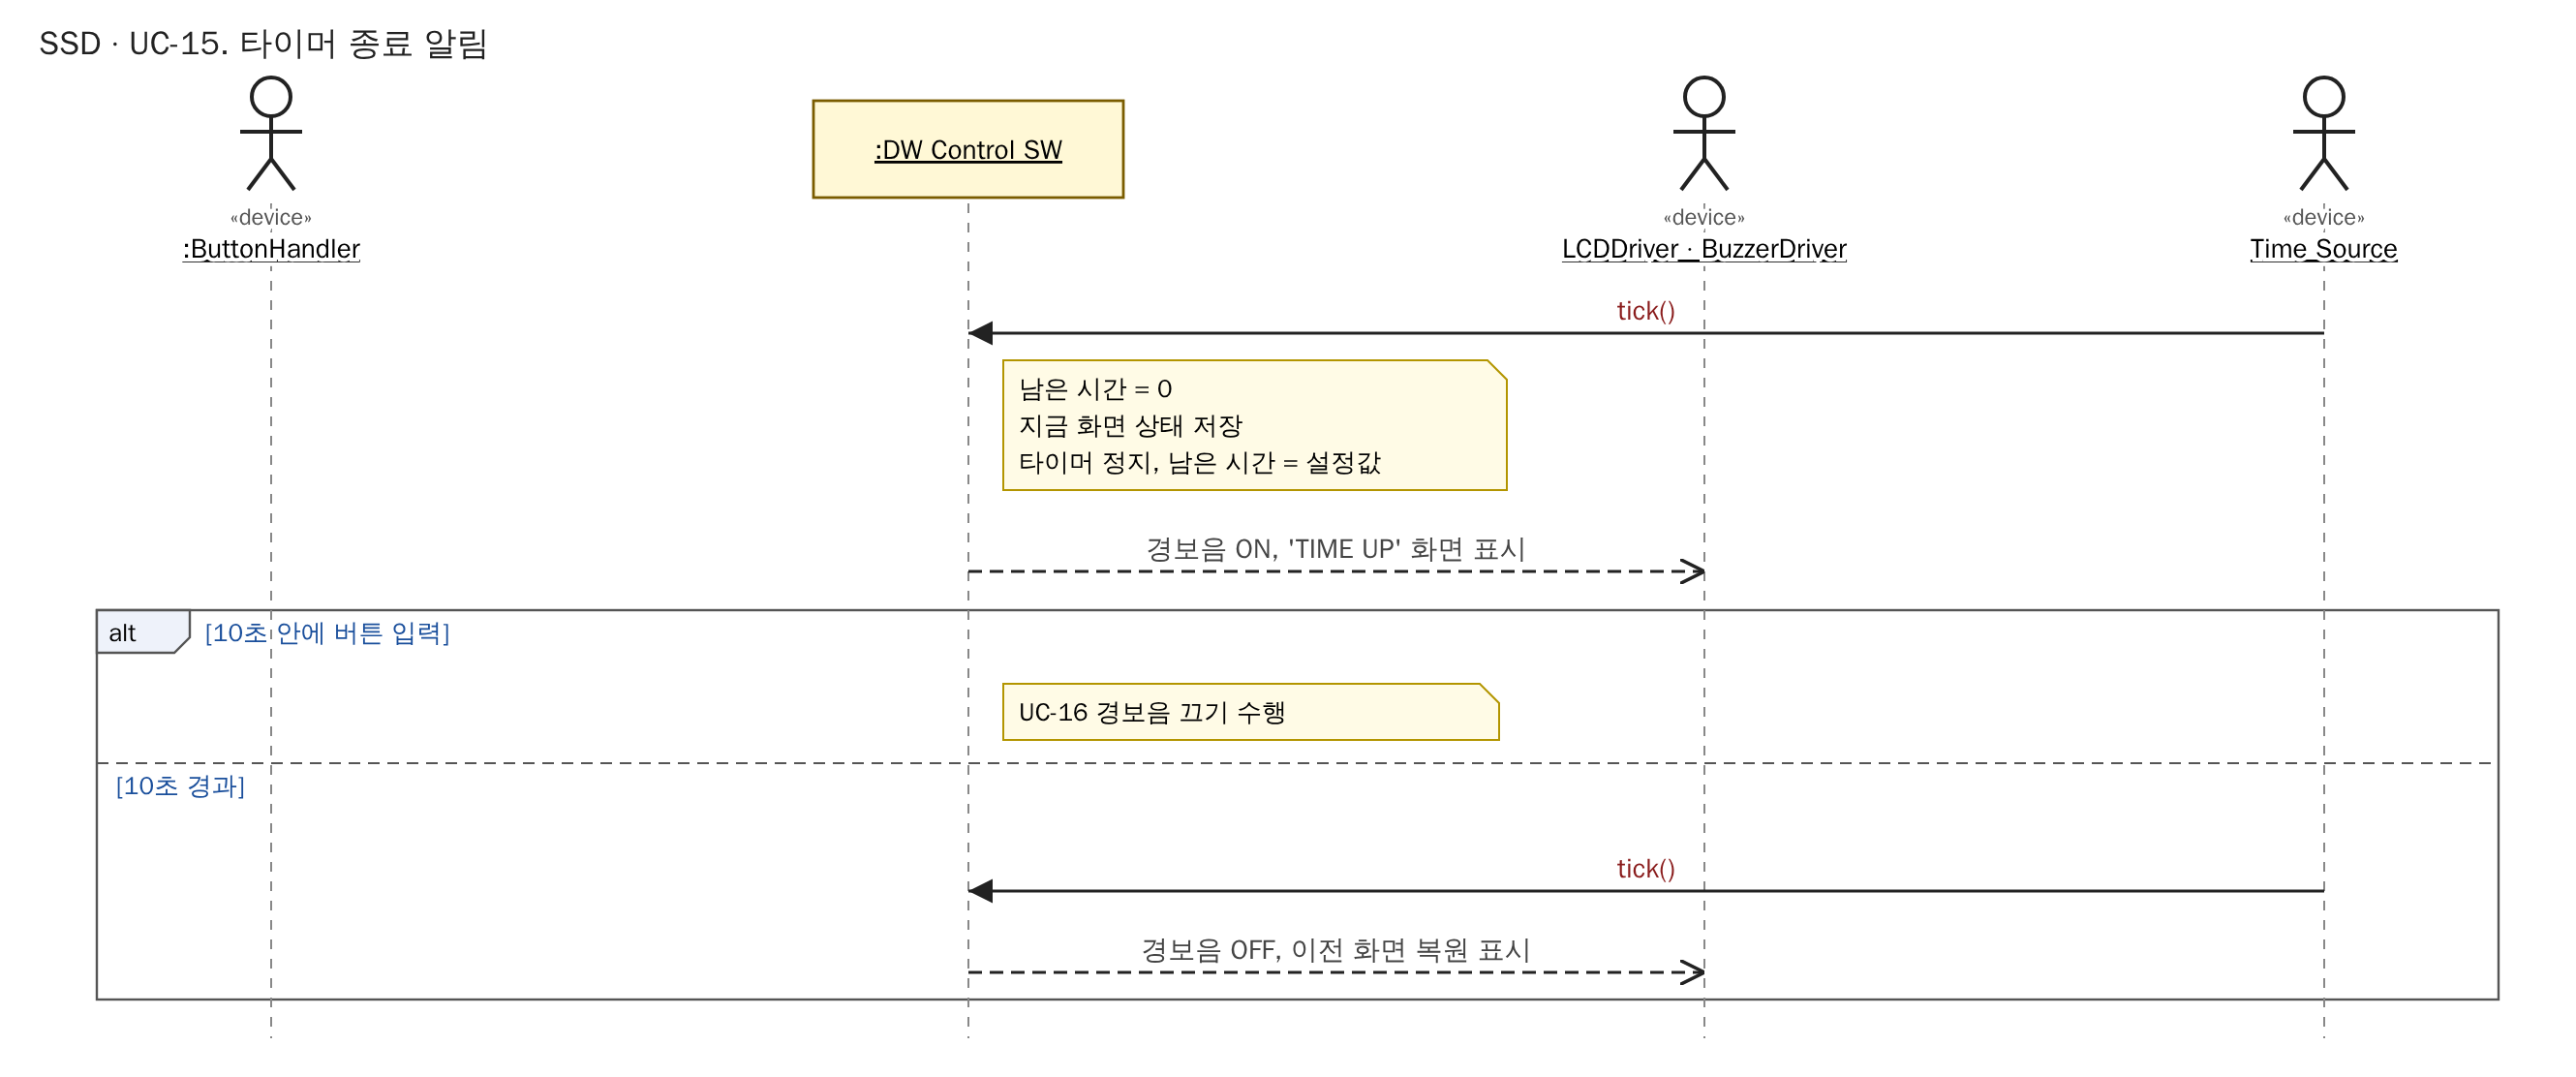 SSD · UC-15. 타이머 종료 알림
«device»
:ButtonHandler
:DW Control SW
«device»
LCDDriver · BuzzerDriver
«device»
Time Source
tick()
남은 시간 = 0
지금 화면 상태 저장
타이머 정지, 남은 시간 = 설정값
경보음 ON, 'TIME UP' 화면 표시
alt
[10초 안에 버튼 입력]
UC-16 경보음 끄기 수행
[10초 경과]
tick()
경보음 OFF, 이전 화면 복원 표시